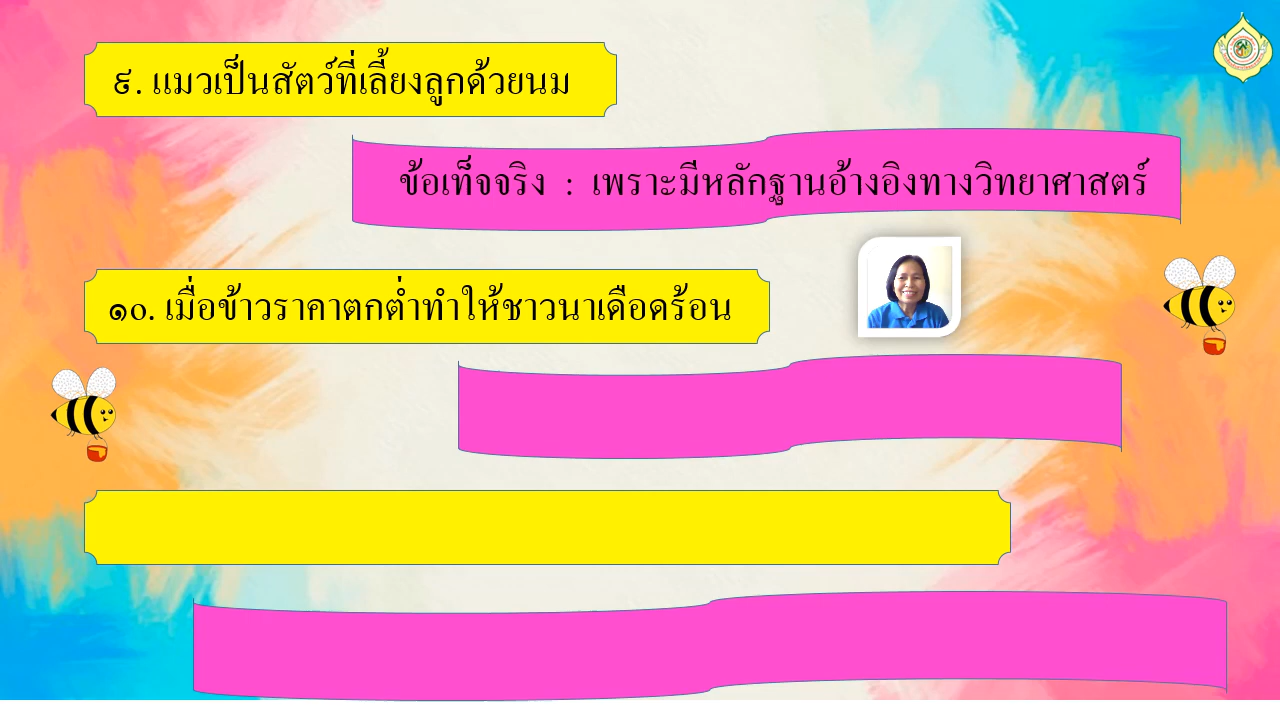 ๙. แมวเป็นสัตว์ที่เลี้ยงลูกด้วยนม
ข้อเท็จจริง : เพราะมีหลักฐานอ้างอิงทางวิทยาศาสตร์
๑๐. เมื่อข้าวราคาตกต่ำทำให้ชาวนาเดือดร้อน